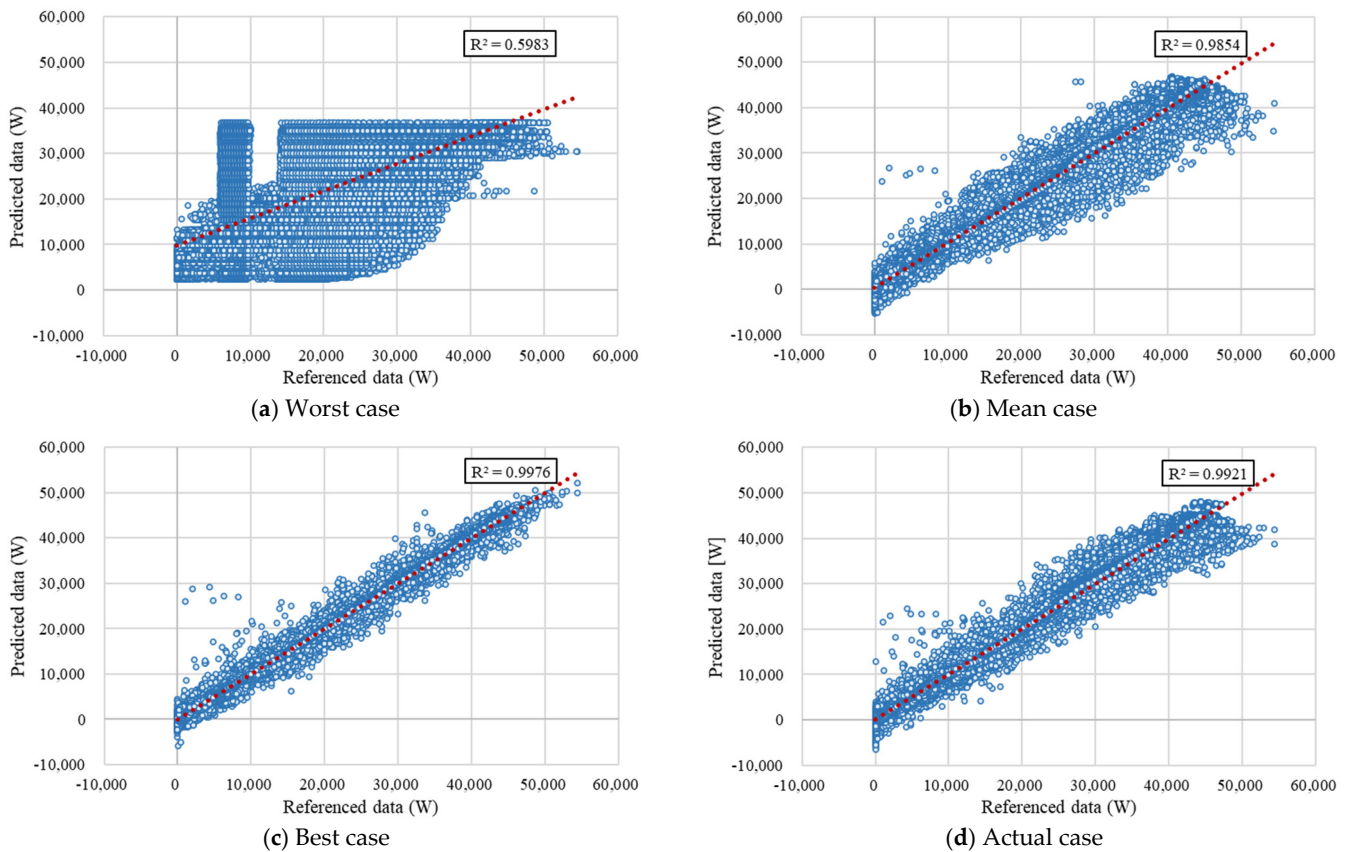 60,000
50,000
40,000
30,000
20,000
10,000
0
-10,000
Predicted data (W)
R² = 0.5983
-10,000 0 10,000 20,000 30,000 40,000 50,000 60,000
Referenced data (W)
(a) Worst case
60,000
50,000
40,000
30,000
20,000
10,000
0
-10,000
Predicted data (W)
R² = 0.9854
-10,000 0 10,000 20,000 30,000 40,000 50,000 60,000
Referenced data (W)
(b) Mean case
60,000
50,000
40,000
30,000
20,000
10,000
0
-10,000
Predicted data (W)
R² = 0.9976
-10,000 0 10,000 20,000 30,000 40,000 50,000 60,000
Referenced data (W)
(c) Best case
60,000
50,000
40,000
30,000
20,000
10,000
0
-10,000
Predicted data [W]
R² = 0.9921
-10,000 0 10,000 20,000 30,000 40,000 50,000 60,000
Referenced data (W)
(d) Actual case